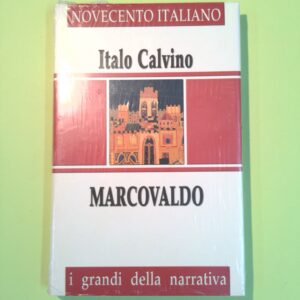 NOVECENTO ITALIANO
Italo Calvino
MARCOVALDO
i grandi della narrativa